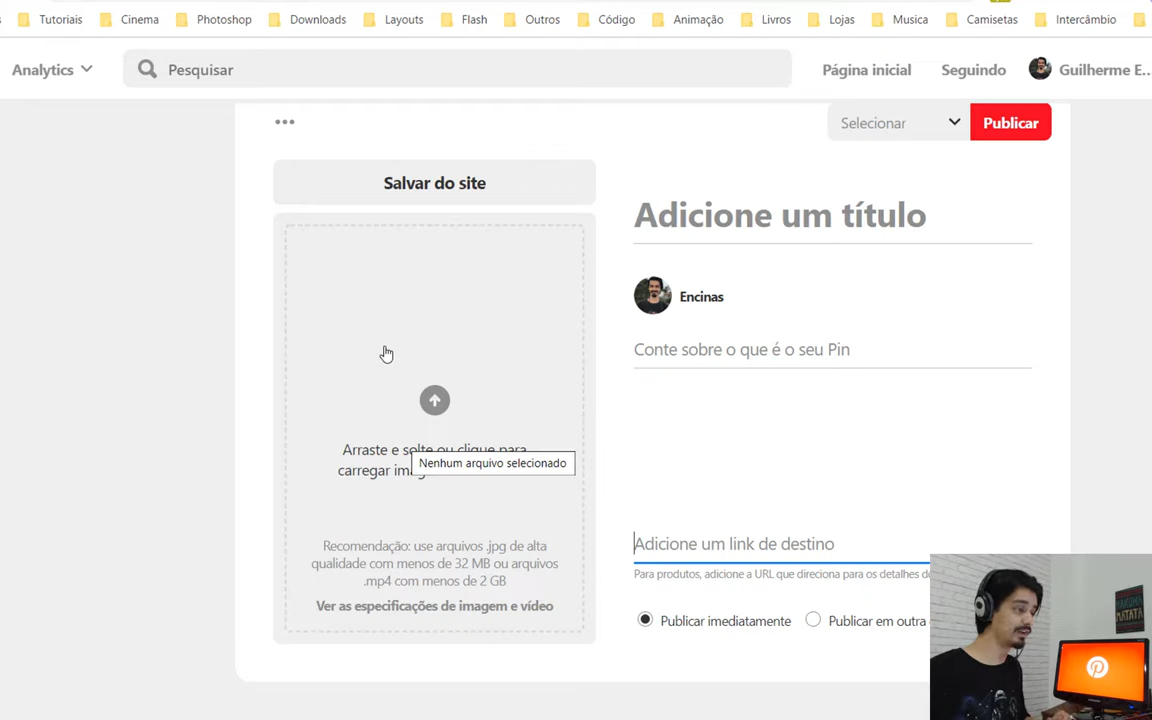 Tutoriais Cinema Photoshop Downloads Layouts Flash Outros Código Animação Livros Lojas Musica Camisetas Intercâmbio
Analytics Pesquisar Página inicial Seguindo Guilherme E...
Selecionar Publicar
Salvar do site
Adicione um título
Encinas
Conte sobre o que é o seu Pin
Arraste e solte ou clique para
carregar
Nenhum arquivo selecionado
Adicione um link de destino
Recomendação: use arquivos .jpg de alta
qualidade com menos de 32 MB ou arquivos
.mp4 com menos de 2 GB
Para produtos, adicione a URL que direciona para os detalhes
Ver as especificações de imagem e vídeo
Publicar imediatamente Publicar em outra